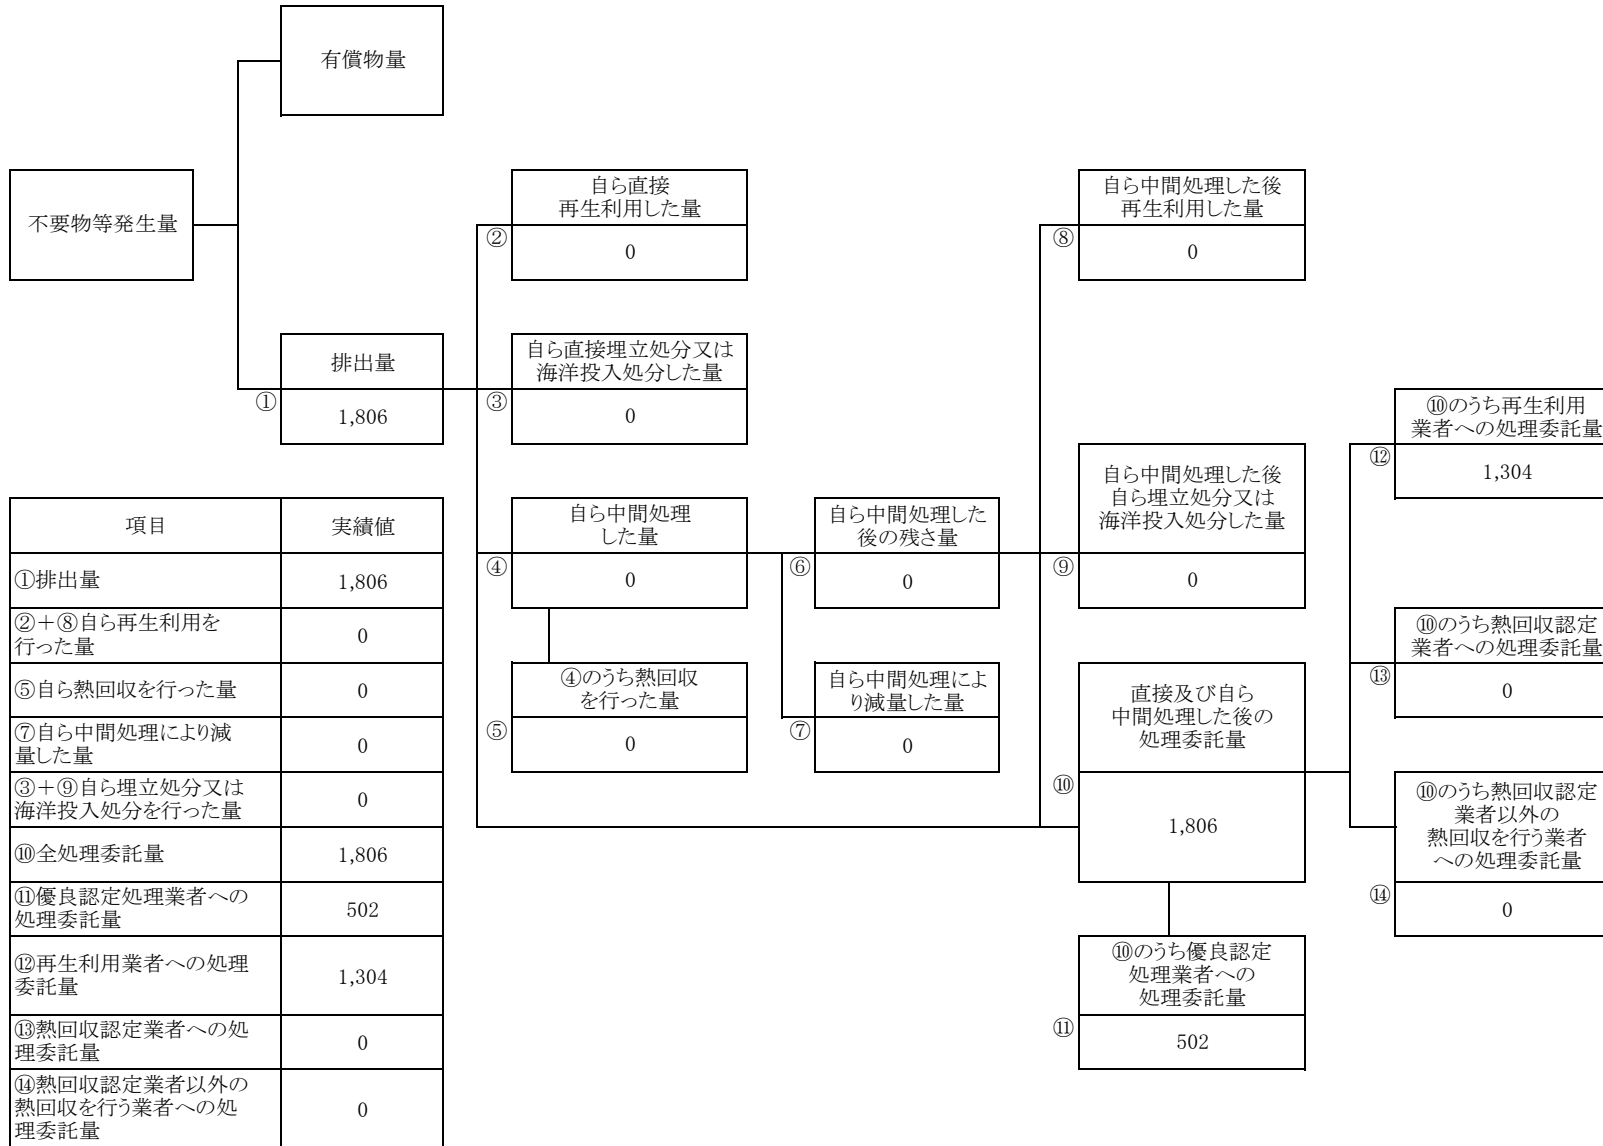 有償物量
不要物等発生量
排出量
①
1,806
自ら直接
再生利用した量
②
0
自ら直接埋立処分又は
海洋投入処分した量
③
0
自ら中間処理
した量
④
0
④のうち熱回収
を行った量
⑤
0
自ら中間処理した
後の残さ量
⑥
0
自ら中間処理によ
り減量した量
⑦
0
自ら中間処理した後
再生利用した量
⑧
0
自ら中間処理した後
自ら埋立処分又は
海洋投入処分した量
⑨
0
直接及び自ら
中間処理した後の
処理委託量
⑩
1,806
⑩のうち優良認定
処理業者への
処理委託量
⑪
502
⑩のうち再生利用
業者への処理委託量
⑫
1,304
⑩のうち熱回収認定
業者への処理委託量
⑬
0
⑩のうち熱回収認定
業者以外の
熱回収を行う業者
への処理委託量
⑭
0
項目 実績値
①排出量 1,806
②＋⑧自ら再生利用を
行った量 0
⑤自ら熱回収を行った量 0
⑦自ら中間処理により減
量した量 0
③＋⑨自ら埋立処分又は
海洋投入処分を行った量 0
⑩全処理委託量 1,806
⑪優良認定処理業者への
処理委託量 502
⑫再生利用業者への処理
委託量 1,304
⑬熱回収認定業者への処
理委託量 0
⑭熱回収認定業者以外の
熱回収を行う業者への処
理委託量 0